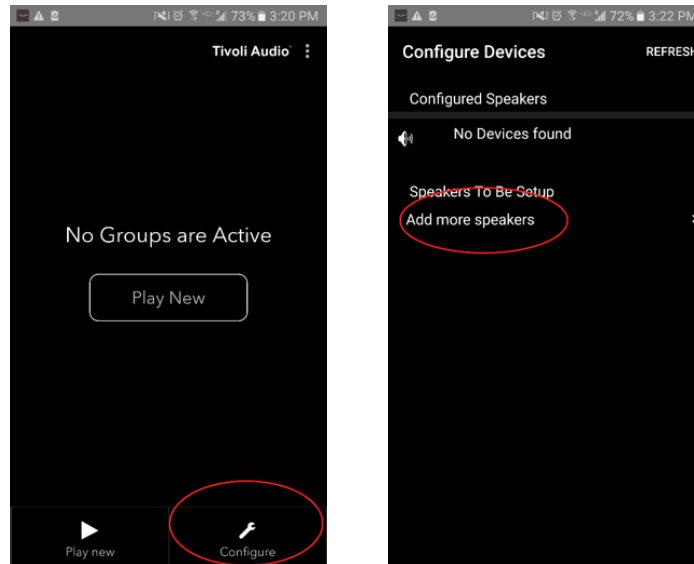 73% 3:20 PM
Tivoli Audio
No Groups are Active
Play New
Play new
Configure
72% 3:22 PM
Configure Devices
REFRESH
Configured Speakers
No Devices found
Speakers To Be Setup
Add more speakers